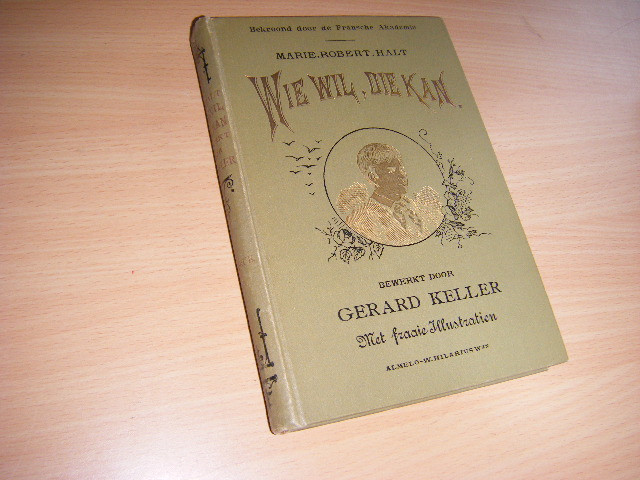 Bekroond door de Fransche Akademie
MARIE.ROBERT.HALT
WIE WIL, DIE KAN.
BEWERKT DOOR
GERARD KELLER
Met fraaie Illustratien
ALMELO-W.HILARIUS WZN